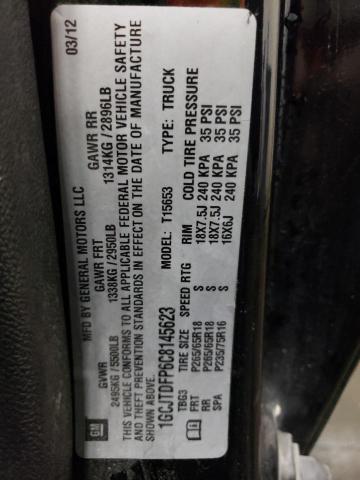 MFD BY GENERAL MOTORS LLC 03/12
GVWR GAWR FRT GAWR RR
2495KG / 5500LB 1338KG / 2950LB 1314KG / 2896LB
THIS VEHICLE CONFORMS TO ALL APPLICABLE FEDERAL MOTOR VEHICLE SAFETY
AND THEFT PREVENTION STANDARDS IN EFFECT ON THE DATE OF MANUFACTURE
SHOWN ABOVE.
GM
1GCJTDFP6C8145623 MODEL: T15653 TYPE: TRUCK
TBG3 TIRE SIZE SPEED RTG RIM COLD TIRE PRESSURE
FRT P265/65R18 S 18X7.5J 240 KPA 35 PSI
RR P265/65R18 S 18X7.5J 240 KPA 35 PSI
SPA P235/75R16 S 16X6J 240 KPA 35 PSI